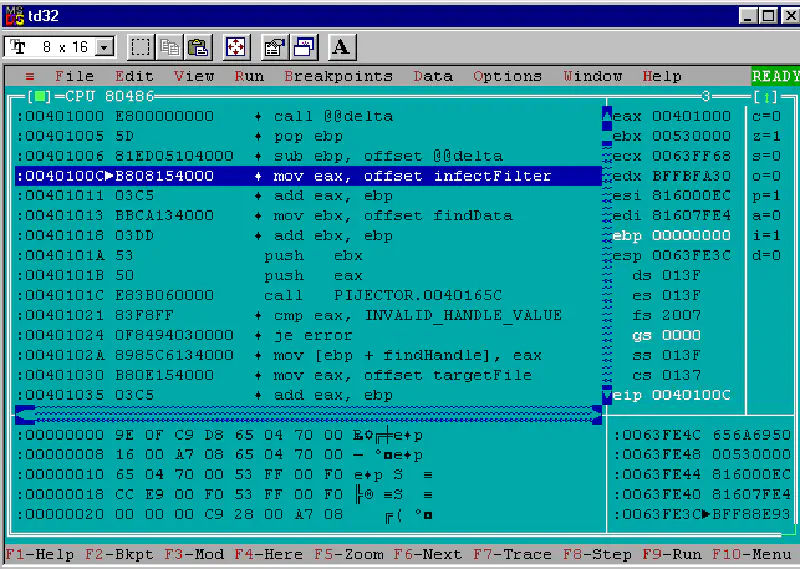 td32
8 x 16
A
≡ File Edit View Run Breakpoints Data Options Window Help READY
[■]=CPU 80486 3 [↕]
:00401000 E800000000 ♦ call @@delta eax 00401000 c=0
:00401005 5D ♦ pop ebp ebx 00530000 z=1
:00401006 81ED05104000 ♦ sub ebp, offset @@delta ecx 0063FF68 s=0
:0040100C►B808154000 ♦ mov eax, offset infectFilter edx BFFBFA30 o=0
:00401011 03C5 ♦ add eax, ebp esi 816000EC p=1
:00401013 BBCA134000 ♦ mov ebx, offset findData edi 81607FE4 a=0
:00401018 03DD ♦ add ebx, ebp ebp 00000000 i=1
:0040101A 53 push ebx esp 0063FE3C d=0
:0040101B 50 push eax ds 013F
:0040101C E83B060000 call PIJECTOR.0040165C es 013F
:00401021 83F8FF ♦ cmp eax, INVALID_HANDLE_VALUE fs 2007
:00401024 0F8494030000 ♦ je error gs 0000
:0040102A 8985C6134000 ♦ mov [ebp + findHandle], eax ss 013F
:00401030 B80E154000 ♦ mov eax, offset targetFile cs 0137
:00401035 03C5 ♦ add eax, ebp eip 0040100C
:00000000 9E 0F C9 D8 65 04 70 00 e♦p :0063FE4C 656A6950
:00000008 16 00 A7 08 65 04 70 00 e♦p :0063FE48 00530000
:00000010 65 04 70 00 53 FF 00 F0 e♦p S ≡ :0063FE44 816000EC
:00000018 CC E9 00 F0 53 FF 00 F0 ≡S ≡ :0063FE40 81607FE4
:00000020 00 00 00 C9 28 00 A7 08 ╔( º◘ :0063FE3C►BFF88E93
F1-Help F2-Bkpt F3-Mod F4-Here F5-Zoom F6-Next F7-Trace F8-Step F9-Run F10-Menu